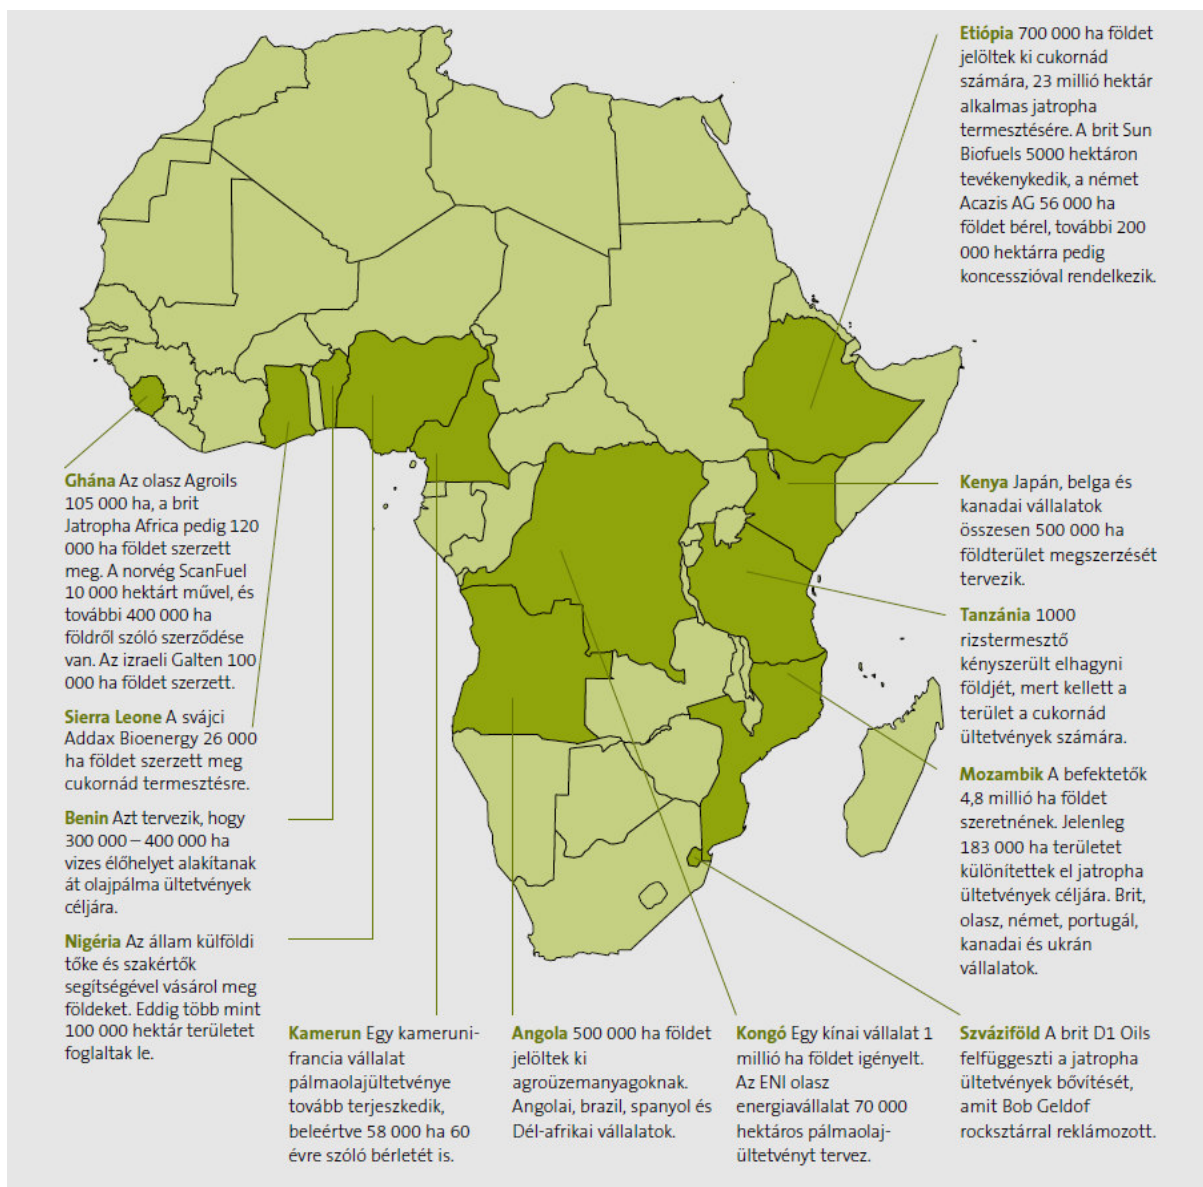 Etiópia 700 000 ha földet
jelöltek ki cukornád
számára, 23 millió hektár
alkalmas jatropha
termesztésére. A brit Sun
Biofuels 5000 hektáron
tevékenykedik, a német
Acazis AG 56 000 ha
földet bérel, további 200
000 hektárra pedig
koncesszióval rendelkezik.
Ghána Az olasz Agroils
105 000 ha, a brit
Jatropha Africa pedig 120
000 ha földet szerzett
meg. A norvég ScanFuel
10 000 hektárt művel, és
további 400 000 ha
földről szóló szerződése
van. Az izraeli Galten 100
000 ha földet szerzett.
Sierra Leone A svájci
Addax Bioenergy 26 000
ha földet szerzett meg
cukornád termesztésre.
Benin Azt tervezik, hogy
300 000 – 400 000 ha
vizes élőhelyet alakítanak
át olajpálma ültetvények
céljára.
Nigéria Az állam külföldi
tőke és szakértők
segítségével vásárol meg
földeket. Eddig több mint
100 000 hektár területet
foglaltak le.
Kenya Japán, belga és
kanadai vállalatok
összesen 500 000 ha
földterület megszerzését
tervezik.
Tanzánia 1000
rizstermesztő
kényszerült elhagyni
földjét, mert kellett a
terület a cukornád
ültetvények számára.
Mozambik A befektetők
4,8 millió ha földet
szeretnének. Jelenleg
183 000 ha területet
különítettek el jatropha
ültetvények céljára. Brit,
olasz, német, portugál,
kanadai és ukrán
vállalatok.
Kamerun Egy kameruni-
francia vállalat
pálmaolajültetvénye
tovább terjeszkedik,
beleértve 58 000 ha 60
évre szóló bérletét is.
Angola 500 000 ha földet
jelöltek ki
agroüzemanyagoknak.
Angolai, brazil, spanyol és
Dél-afrikai vállalatok.
Kongó Egy kínai vállalat 1
millió ha földet igényelt.
Az ENI olasz
energiavállalat 70 000
hektáros pálmaolaj-
ültetvényt tervez.
Szváziföld A brit D1 Oils
felfüggeszti a jatropha
ültetvények bővítését,
amit Bob Geldof
rocksztárral reklámozott.